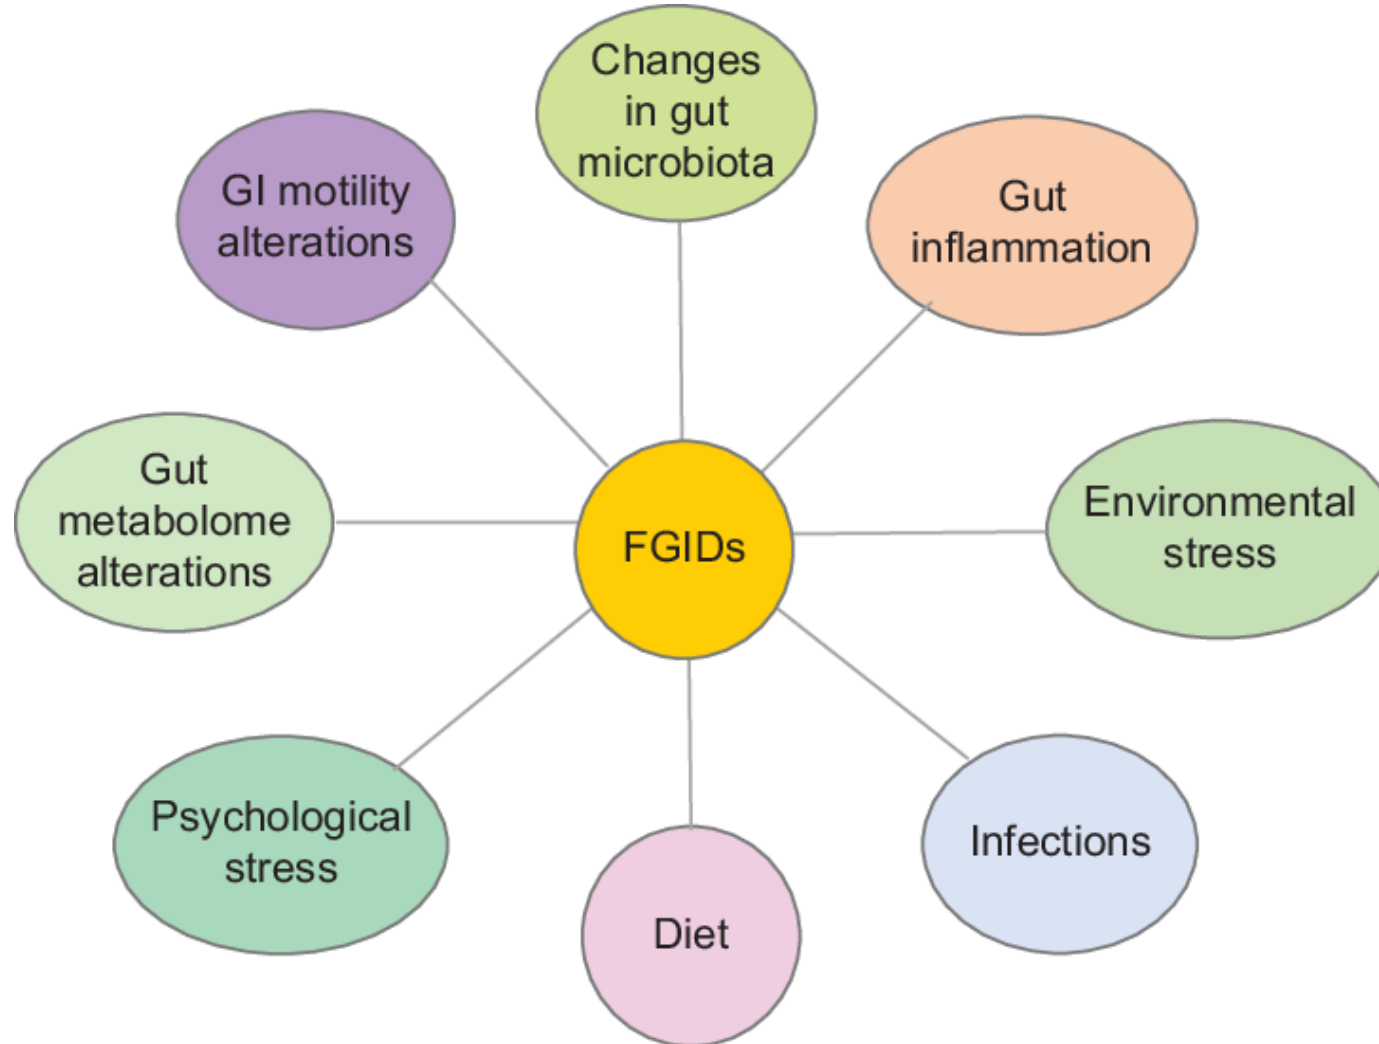 Changes
in gut
microbiota
GI motility
alterations
Gut
inflammation
Gut
metabolome
alterations
Environmental
stress
FGIDs
Psychological
stress
Infections
Diet